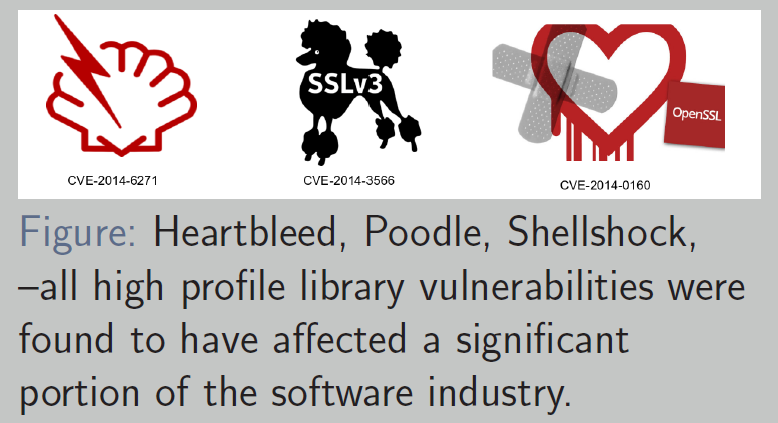 SSLv3
OpenSSL
CVE-2014-6271
CVE-2014-3566
CVE-2014-0160
Figure: Heartbleed, Poodle, Shellshock,
–all high profile library vulnerabilities were
found to have affected a significant
portion of the software industry.